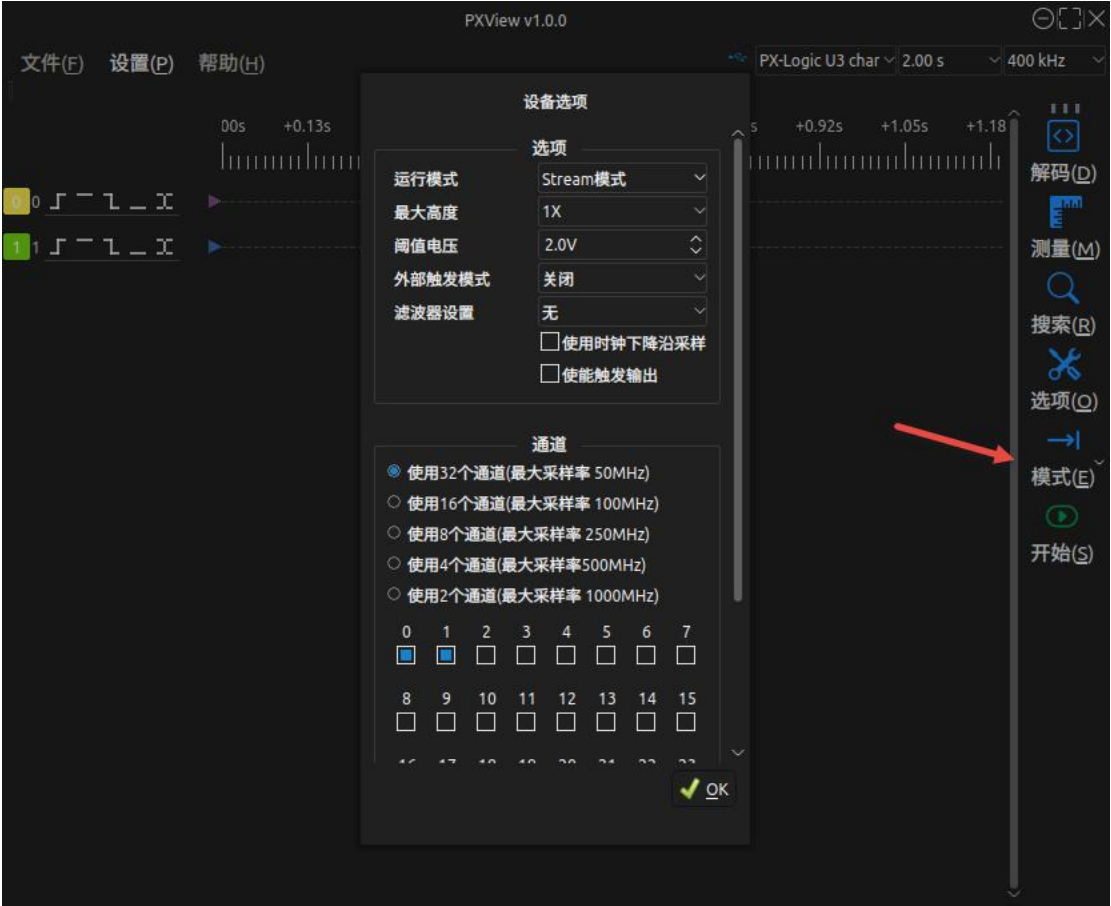 PXView v1.0.0
文件(F) 设置(P) 帮助(H)
PX-Logic U3 char 2.00 s 400 kHz
设备选项
00s +0.13s s +0.92s +1.05s +1.18
选项
运行模式 Stream模式
最大高度 1X
阈值电压 2.0V
外部触发模式 关闭
滤波器设置 无
使用时钟下降沿采样
使能触发输出
0 0
1 1
通道
使用32个通道(最大采样率 50MHz)
使用16个通道(最大采样率 100MHz)
使用8个通道(最大采样率 250MHz)
使用4个通道(最大采样率500MHz)
使用2个通道(最大采样率 1000MHz)
0 1 2 3 4 5 6 7
8 9 10 11 12 13 14 15
OK
解码(D)
测量(M)
搜索(R)
选项(O)
模式(E)
开始(S)